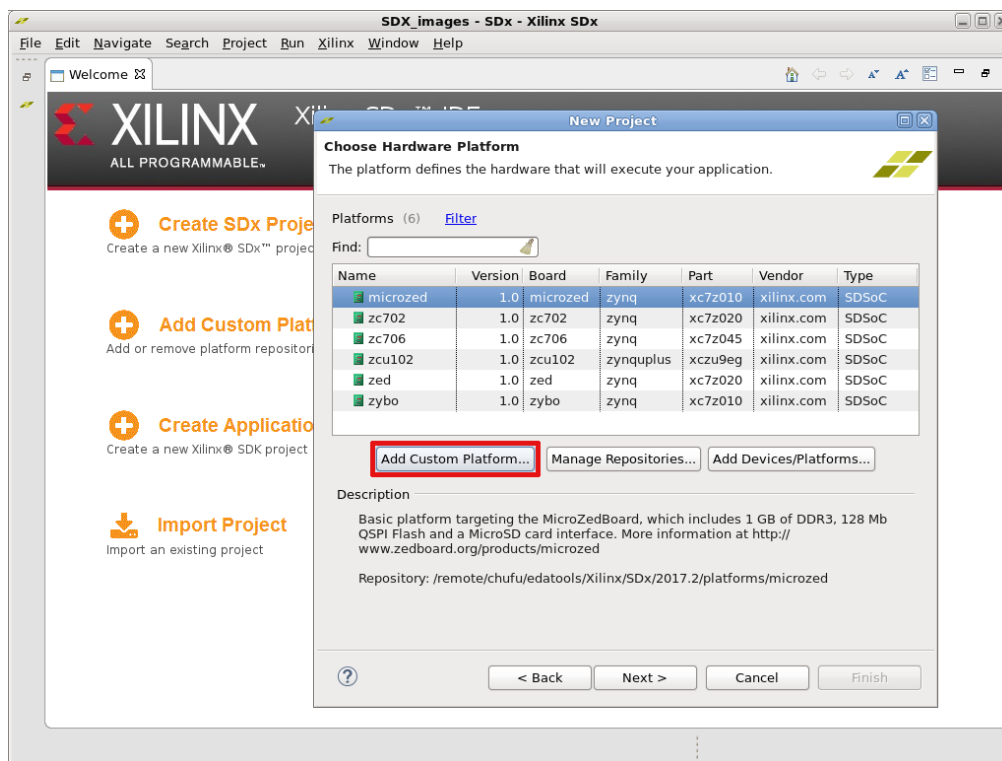 SDX_images - SDx - Xilinx SDx
File Edit Navigate Search Project Run Xilinx Window Help
Welcome
XILINX
ALL PROGRAMMABLE™
New Project
Choose Hardware Platform
The platform defines the hardware that will execute your application.
Create SDx Proje
Create a new Xilinx® SDx™ projec
Add Custom Plat
Add or remove platform repositori
Create Applicatio
Create a new Xilinx® SDK project
Import Project
Import an existing project
Platforms (6) Filter
Find:
Name Version Board Family Part Vendor Type
microzed 1.0 microzed zynq xc7z010 xilinx.com SDSoC
zc702 1.0 zc702 zynq xc7z020 xilinx.com SDSoC
zc706 1.0 zc706 zynq xc7z045 xilinx.com SDSoC
zcu102 1.0 zcu102 zynquplus xczu9eg xilinx.com SDSoC
zed 1.0 zed zynq xc7z020 xilinx.com SDSoC
zybo 1.0 zybo zynq xc7z010 xilinx.com SDSoC
Add Custom Platform... Manage Repositories... Add Devices/Platforms...
Description
Basic platform targeting the MicroZedBoard, which includes 1 GB of DDR3, 128 Mb
QSPI Flash and a MicroSD card interface. More information at http://
www.zedboard.org/products/microzed
Repository: /remote/chufu/edatools/Xilinx/SDx/2017.2/platforms/microzed
? < Back Next > Cancel Finish